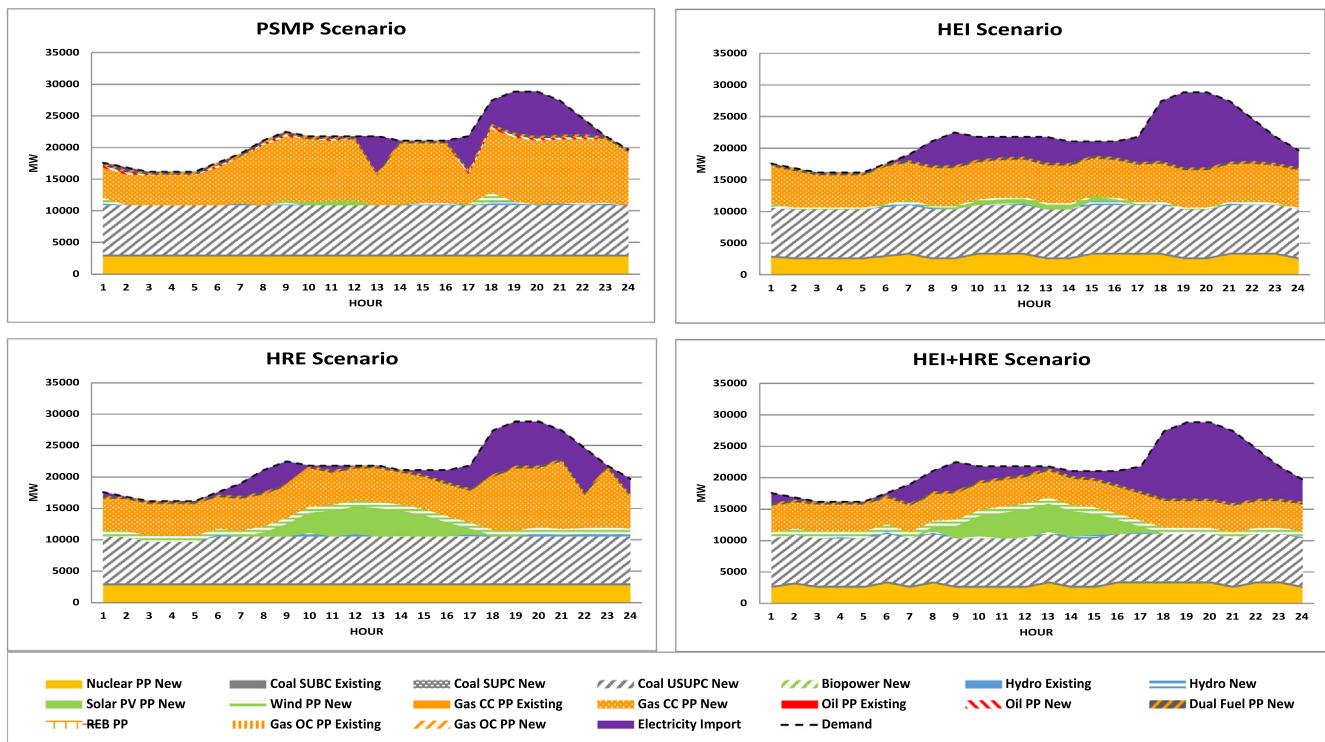 PSMP Scenario
35000
30000
25000
20000
15000
10000
5000
0
MW
1 2 3 4 5 6 7 8 9 10 11 12 13 14 15 16 17 18 19 20 21 22 23 24
HOUR
HEI Scenario
35000
30000
25000
20000
15000
10000
5000
0
MW
1 2 3 4 5 6 7 8 9 10 11 12 13 14 15 16 17 18 19 20 21 22 23 24
HOUR
HRE Scenario
35000
30000
25000
20000
15000
10000
5000
0
MW
1 2 3 4 5 6 7 8 9 10 11 12 13 14 15 16 17 18 19 20 21 22 23 24
HOUR
HEI+HRE Scenario
35000
30000
25000
20000
15000
10000
5000
0
MW
1 2 3 4 5 6 7 8 9 10 11 12 13 14 15 16 17 18 19 20 21 22 23 24
HOUR
Nuclear PP New Coal SUBC Existing Coal SUPC New Coal USUPC New Biopower New Hydro Existing Hydro New
Solar PV PP New Wind PP New Gas CC PP Existing Gas CC PP New Oil PP Existing Oil PP New Dual Fuel PP New
REB PP Gas OC PP Existing Gas OC PP New Electricity Import Demand